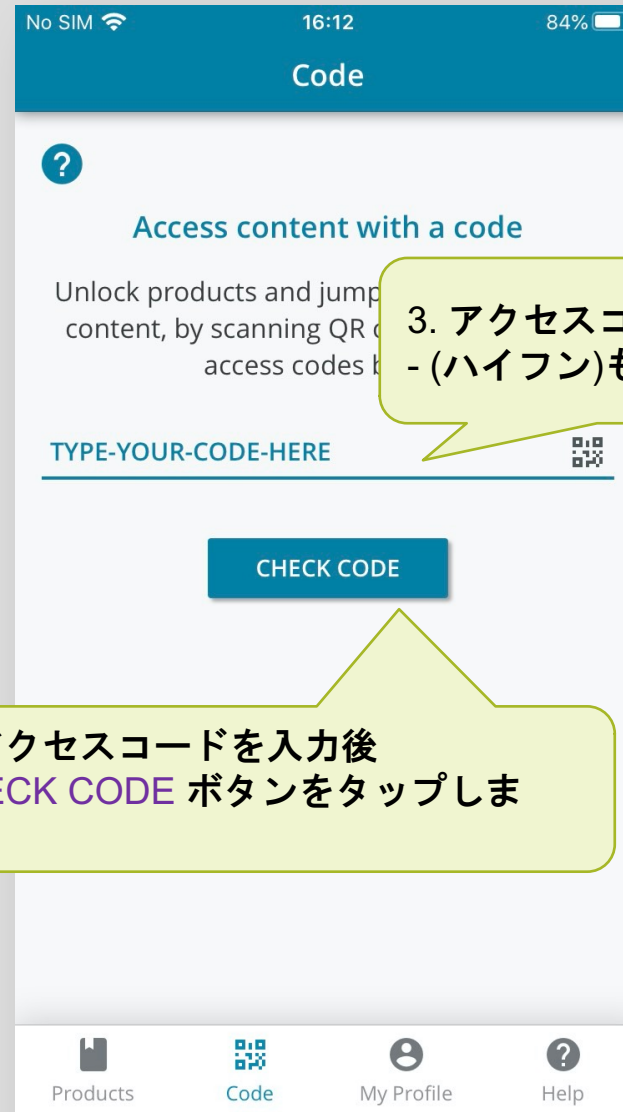 No SIM 16:12 84%
Code
?
Access content with a code
Unlock products and jump
content, by scanning QR
access codes
3. アクセスコ
- (ハイフン)も
TYPE-YOUR-CODE-HERE
CHECK CODE
クセスコードを入力後
CK CODE ボタンをタップしま
Products Code My Profile Help